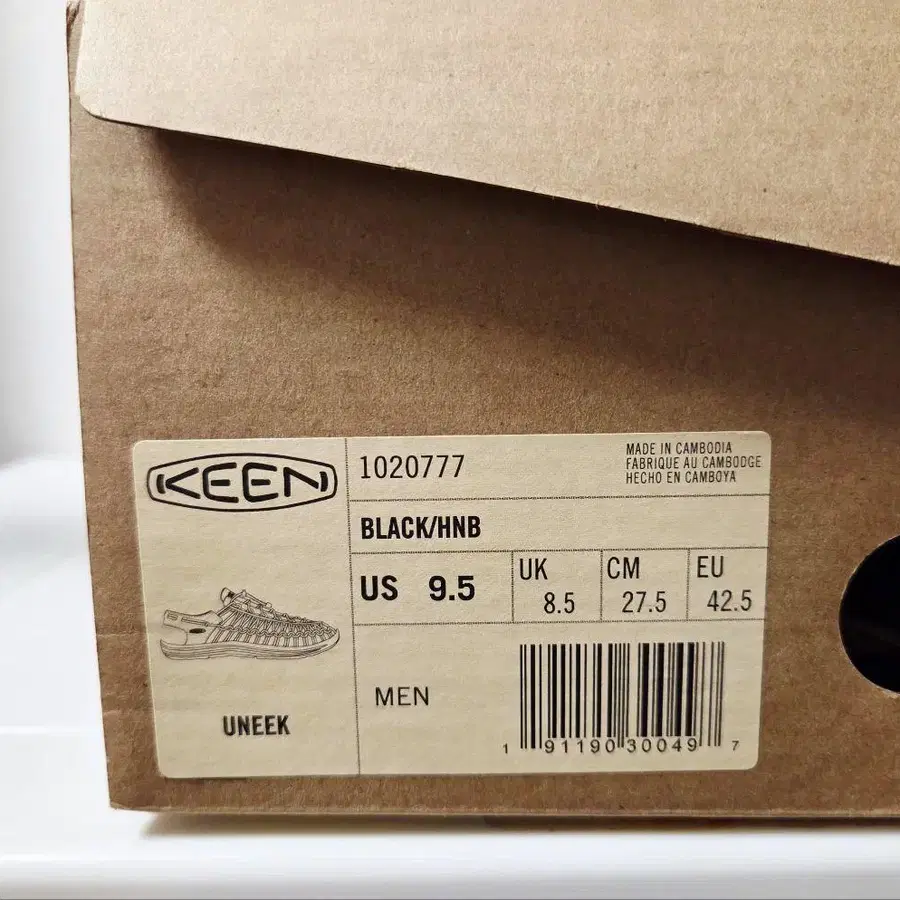 KEEN
1020777
MADE IN CAMBODIA
FABRIQUE AU CAMBODGE
HECHO EN CAMBOYA
BLACK/HNB
US 9.5
UK 8.5
CM 27.5
EU 42.5
UNEEK
MEN
1 91190 30049 7